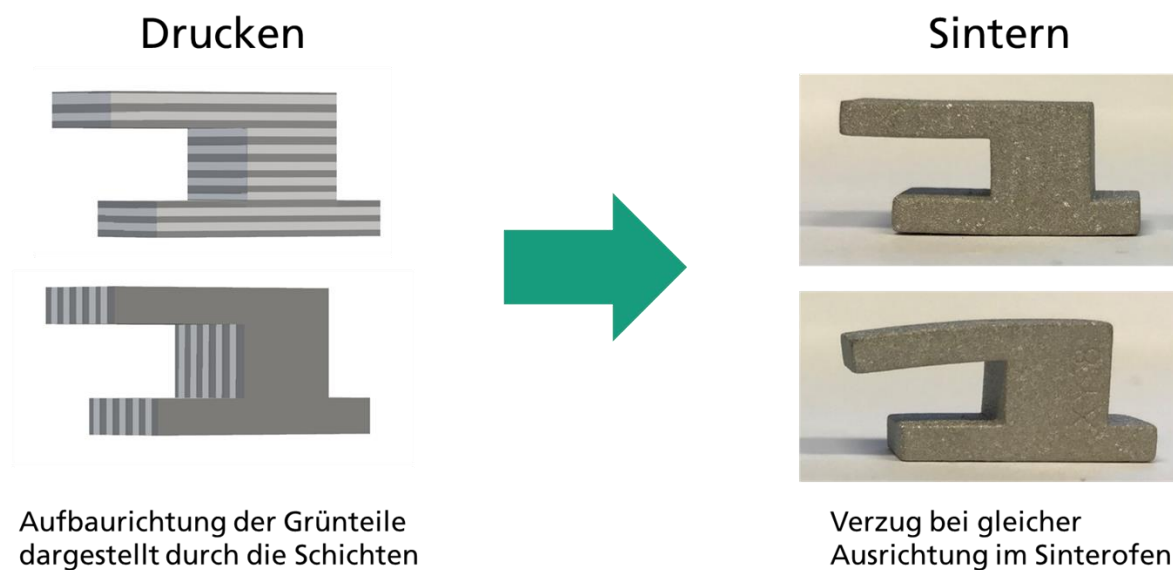 Drucken
Sintern
Aufbaurichtung der Grünteile
dargestellt durch die Schichten
Verzug bei gleicher
Ausrichtung im Sinterofen